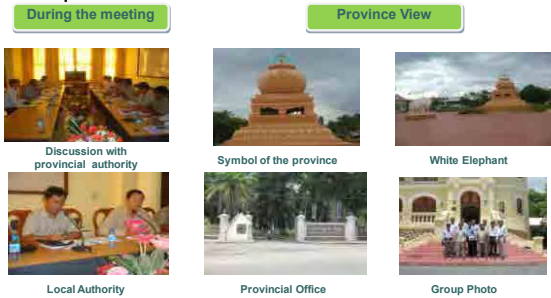 During the meeting
Province View
Discussion with
provincial authority
Symbol of the province
White Elephant
Local Authority
Provincial Office
Group Photo